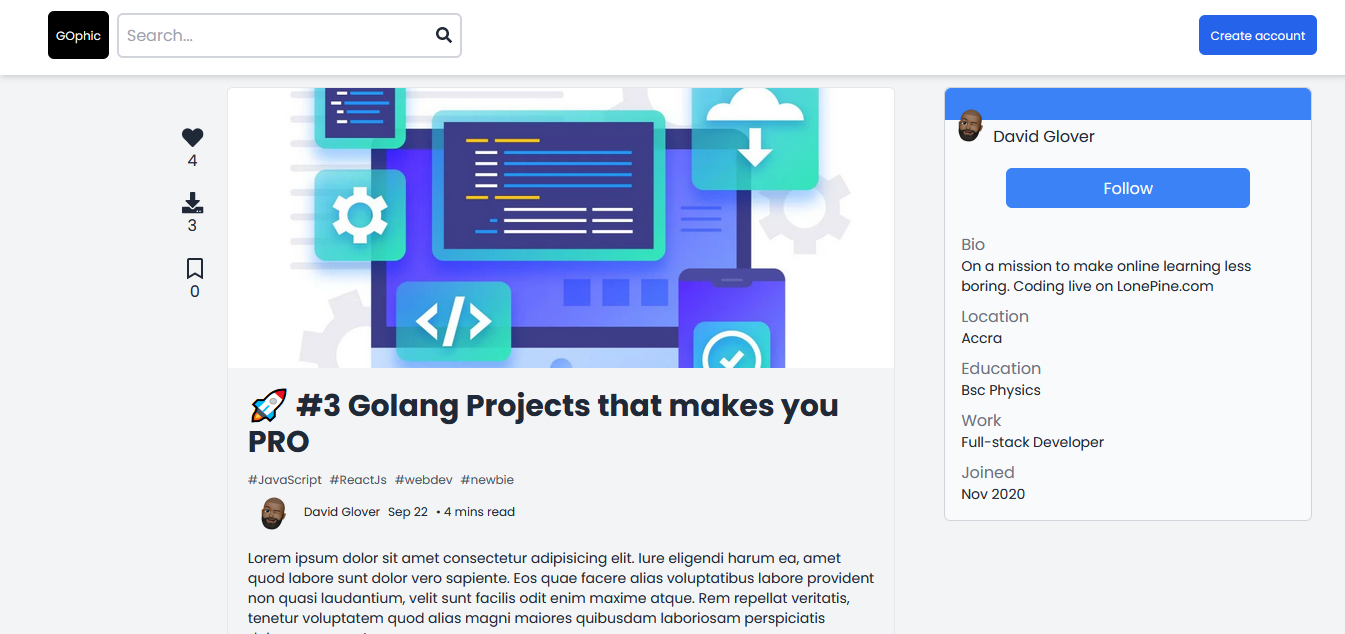 GOphic
Search...
Create account
4
3
0
</>
🚀 #3 Golang Projects that makes you
PRO
#JavaScript #ReactJs #webdev #newbie
David Glover Sep 22 • 4 mins read
Lorem ipsum dolor sit amet consectetur adipisicing elit. Iure eligendi harum ea, amet
quod labore sunt dolor vero sapiente. Eos quae facere alias voluptatibus labore provident
non quasi laudantium, velit sunt facilis odit enim maxime atque. Rem repellat veritatis,
tenetur voluptatem quod alias magni maiores quibusdam laboriosam perspiciatis
David Glover
Follow
Bio
On a mission to make online learning less
boring. Coding live on LonePine.com
Location
Accra
Education
Bsc Physics
Work
Full-stack Developer
Joined
Nov 2020